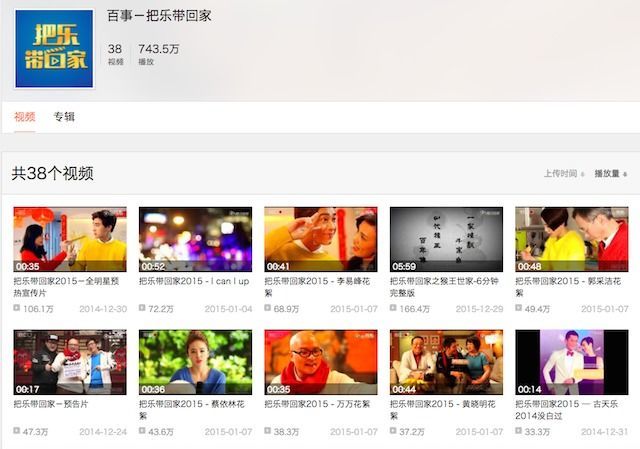 把乐
带回家
百事－把乐带回家
38
743.5万
视频
播放
视频
专辑
共38个视频
上传时间
播放量
00:35
00:52
00:41
一家猴王
千家乐
百年传
05:59
00:48
把乐带回家2015－全明星预
热宣传片
把乐带回家2015 - I can I up
把乐带回家2015 - 李易峰花
絮
把乐带回家之猴王世家-6分钟
完整版
把乐带回家2015 - 郭采洁花
絮
106.1万
2014-12-30
72.2万
2015-01-04
68.9万
2015-01-07
166.4万
2015-12-29
49.4万
2015-01-07
00:17
00:36
00:35
00:44
00:14
把乐带回家－预告片
把乐带回家2015 - 蔡依林花
絮
把乐带回家2015 - 万万花絮
把乐带回家2015 - 黄晓明花
絮
把乐带回家2015 — 古天乐
2014没白过
47.3万
2014-12-24
43.6万
2015-01-07
38.3万
2015-01-07
37.2万
2015-01-07
33.3万
2014-12-31